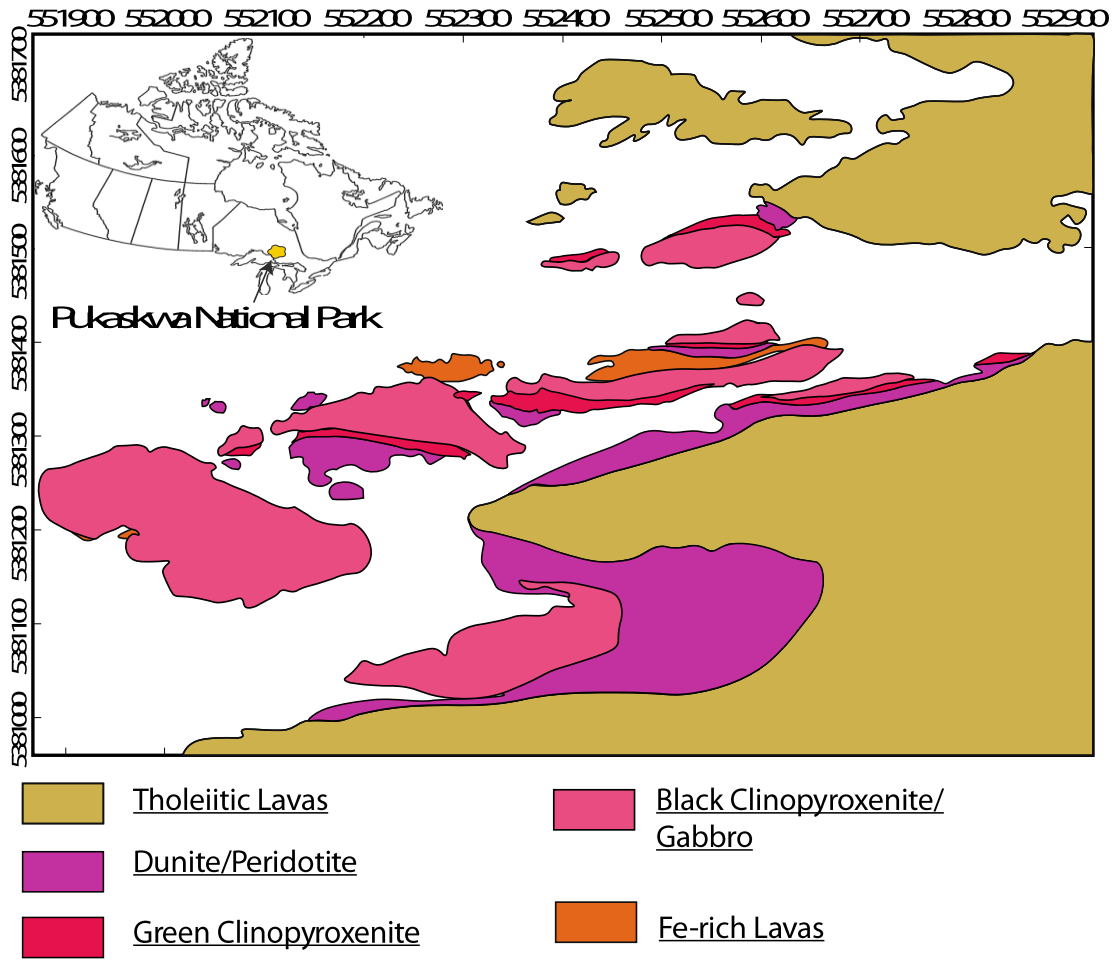 551900 552000 552100 552200 552300 552400 552500 552600 552700 552800 552900
5381700
5381600
5381500
5381400
5381300
5381200
5381100
5381000
Pukaskwa National Park
Tholeiitic Lavas
Dunite/Peridotite
Green Clinopyroxenite
Black Clinopyroxenite/
Gabbro
Fe-rich Lavas